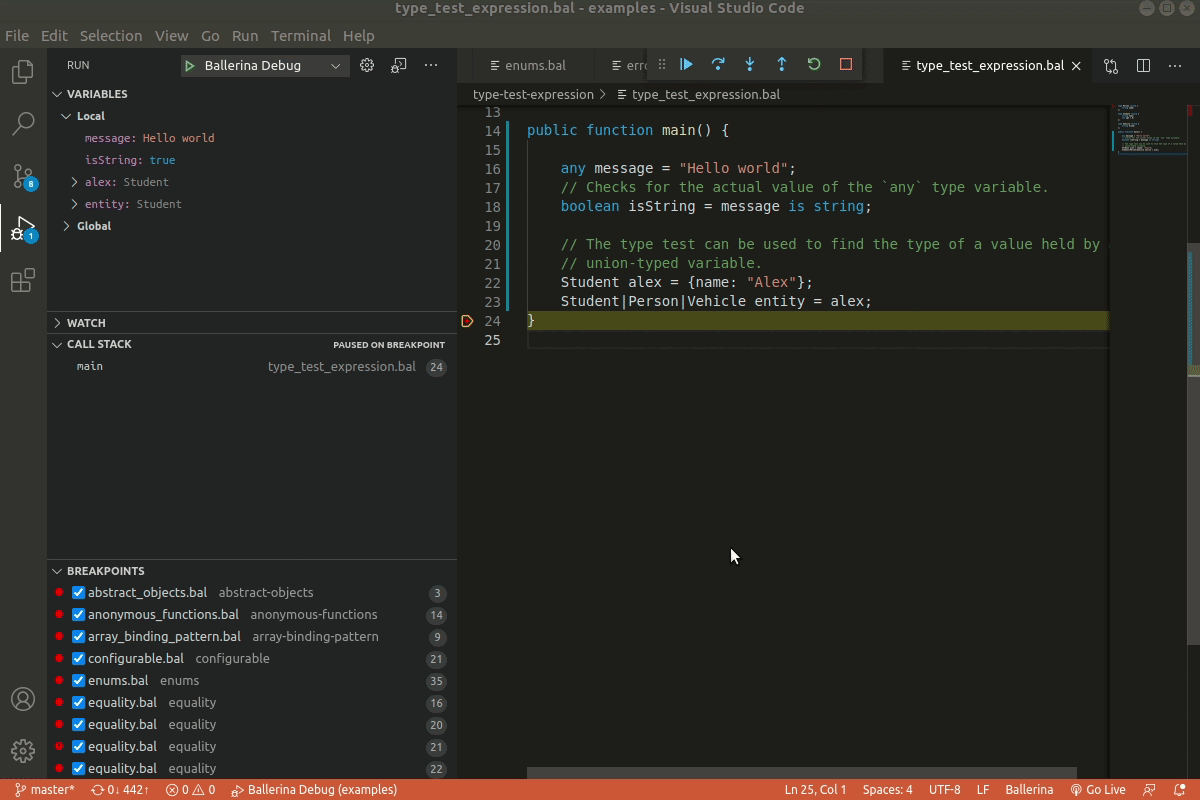 type_test_expression.bal - examples - Visual Studio Code
File Edit Selection View Go Run Terminal Help
RUN
Ballerina Debug
VARIABLES
Local
message: Hello world
isString: true
alex: Student
entity: Student
Global
WATCH
CALL STACK
PAUSED ON BREAKPOINT
main type_test_expression.bal 24
BREAKPOINTS
abstract_objects.bal abstract-objects 3
anonymous_functions.bal anonymous-functions 14
array_binding_pattern.bal array-binding-pattern 9
configurable.bal configurable 21
enums.bal enums 35
equality.bal equality 16
equality.bal equality 20
equality.bal equality 21
equality.bal equality 22
8
1
enums.bal
erro
type_test_expression.bal
type-test-expression > type_test_expression.bal
13
14 public function main() {
15
16 any message = "Hello world";
17 // Checks for the actual value of the `any` type variable.
18 boolean isString = message is string;
19
20 // The type test can be used to find the type of a value held by
21 // union-typed variable.
22 Student alex = {name: "Alex"};
23 Student|Person|Vehicle entity = alex;
24 }
25
master* 0↓ 442↑ 0 0 Ballerina Debug (examples) Ln 25, Col 1 Spaces: 4 UTF-8 LF Ballerina Go Live